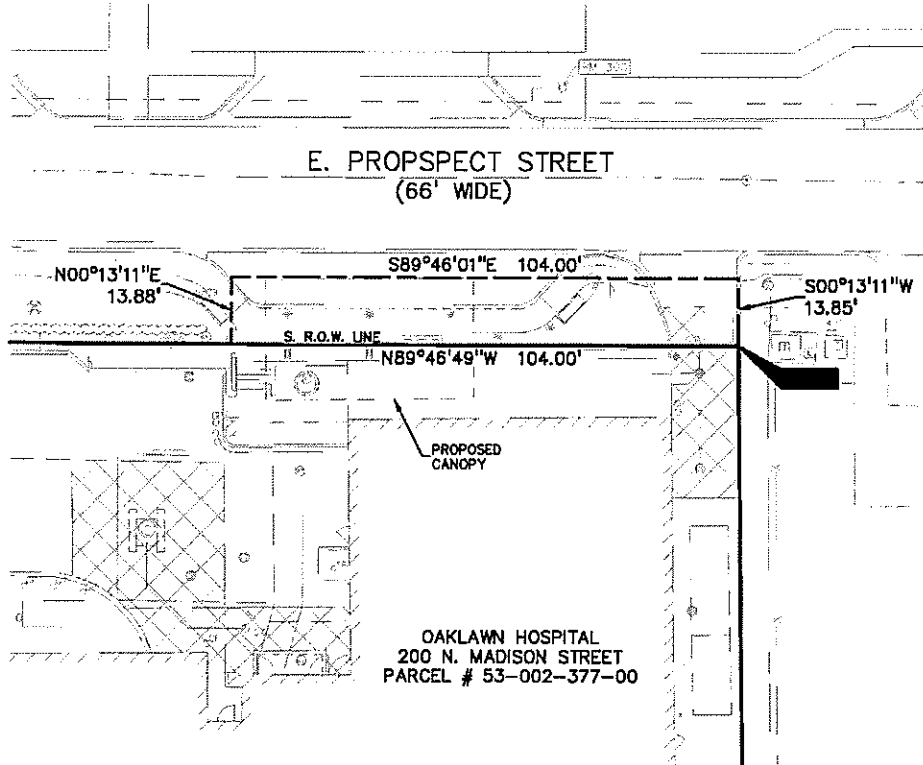 E. PROPSPECT STREET
(66' WIDE)
S89°46'01"E 104.00'
N00°13'11"E
13.88'
S00°13'11"W
13.85'
S. R.O.W. LINE
N89°46'49"W 104.00'
PROPOSED
CANOPY
OAKLAWN HOSPITAL
200 N. MADISON STREET
PARCEL # 53-002-377-00